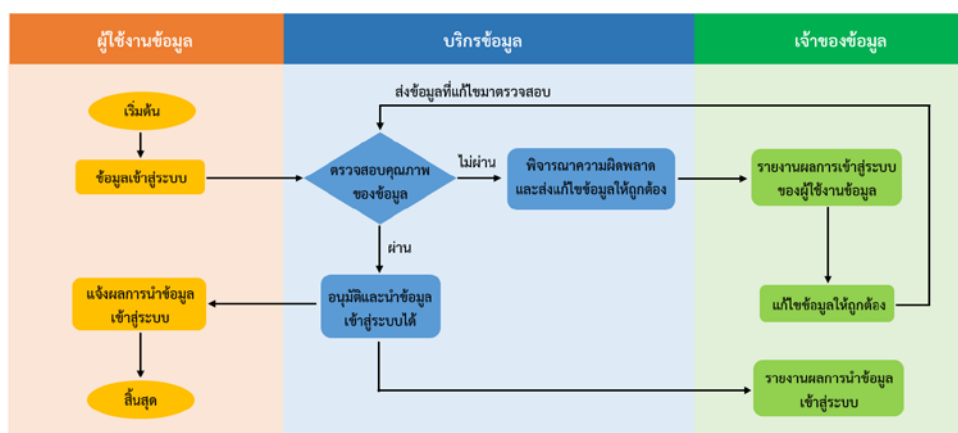 ผู้ใช้งานข้อมูล
บริกรข้อมูล
เจ้าของข้อมูล
ส่งข้อมูลที่แก้ไขมาตรวจสอบ
เริ่มต้น
ข้อมูลเข้าสู่ระบบ
ตรวจสอบคุณภาพ
ของข้อมูล
ไม่ผ่าน
พิจารณาความผิดพลาด
และส่งแก้ไขข้อมูลให้ถูกต้อง
รายงานผลการเข้าสู่ระบบ
ของผู้ใช้งานข้อมูล
ผ่าน
แจ้งผลการนำข้อมูล
เข้าสู่ระบบ
อนุมัติและนำข้อมูล
เข้าสู่ระบบได้
แก้ไขข้อมูลให้ถูกต้อง
สิ้นสุด
รายงานผลการนำข้อมูล
เข้าสู่ระบบ